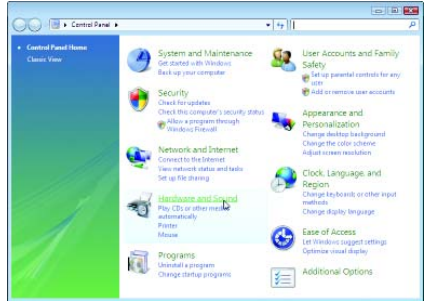 Control Panel
Control Panel Home
Classic View
System and Maintenance
Get started with Windows
Back up your computer
Security
Check for updates
Check this computer's security status
Allow a program through
Windows Firewall
Network and Internet
Connect to the Internet
View network status and tasks
Set up file sharing
Hardware and Sound
Play CDs or other media
automatically
Printer
Mouse
Programs
Uninstall a program
Change startup programs
User Accounts and Family
Safety
Set up parental controls for any
user
Add or remove user accounts
Appearance and
Personalization
Change desktop background
Change the color scheme
Adjust screen resolution
Clock, Language, and
Region
Change keyboards or other input
methods
Change display language
Ease of Access
Let Windows suggest settings
Optimize visual display
Additional Options